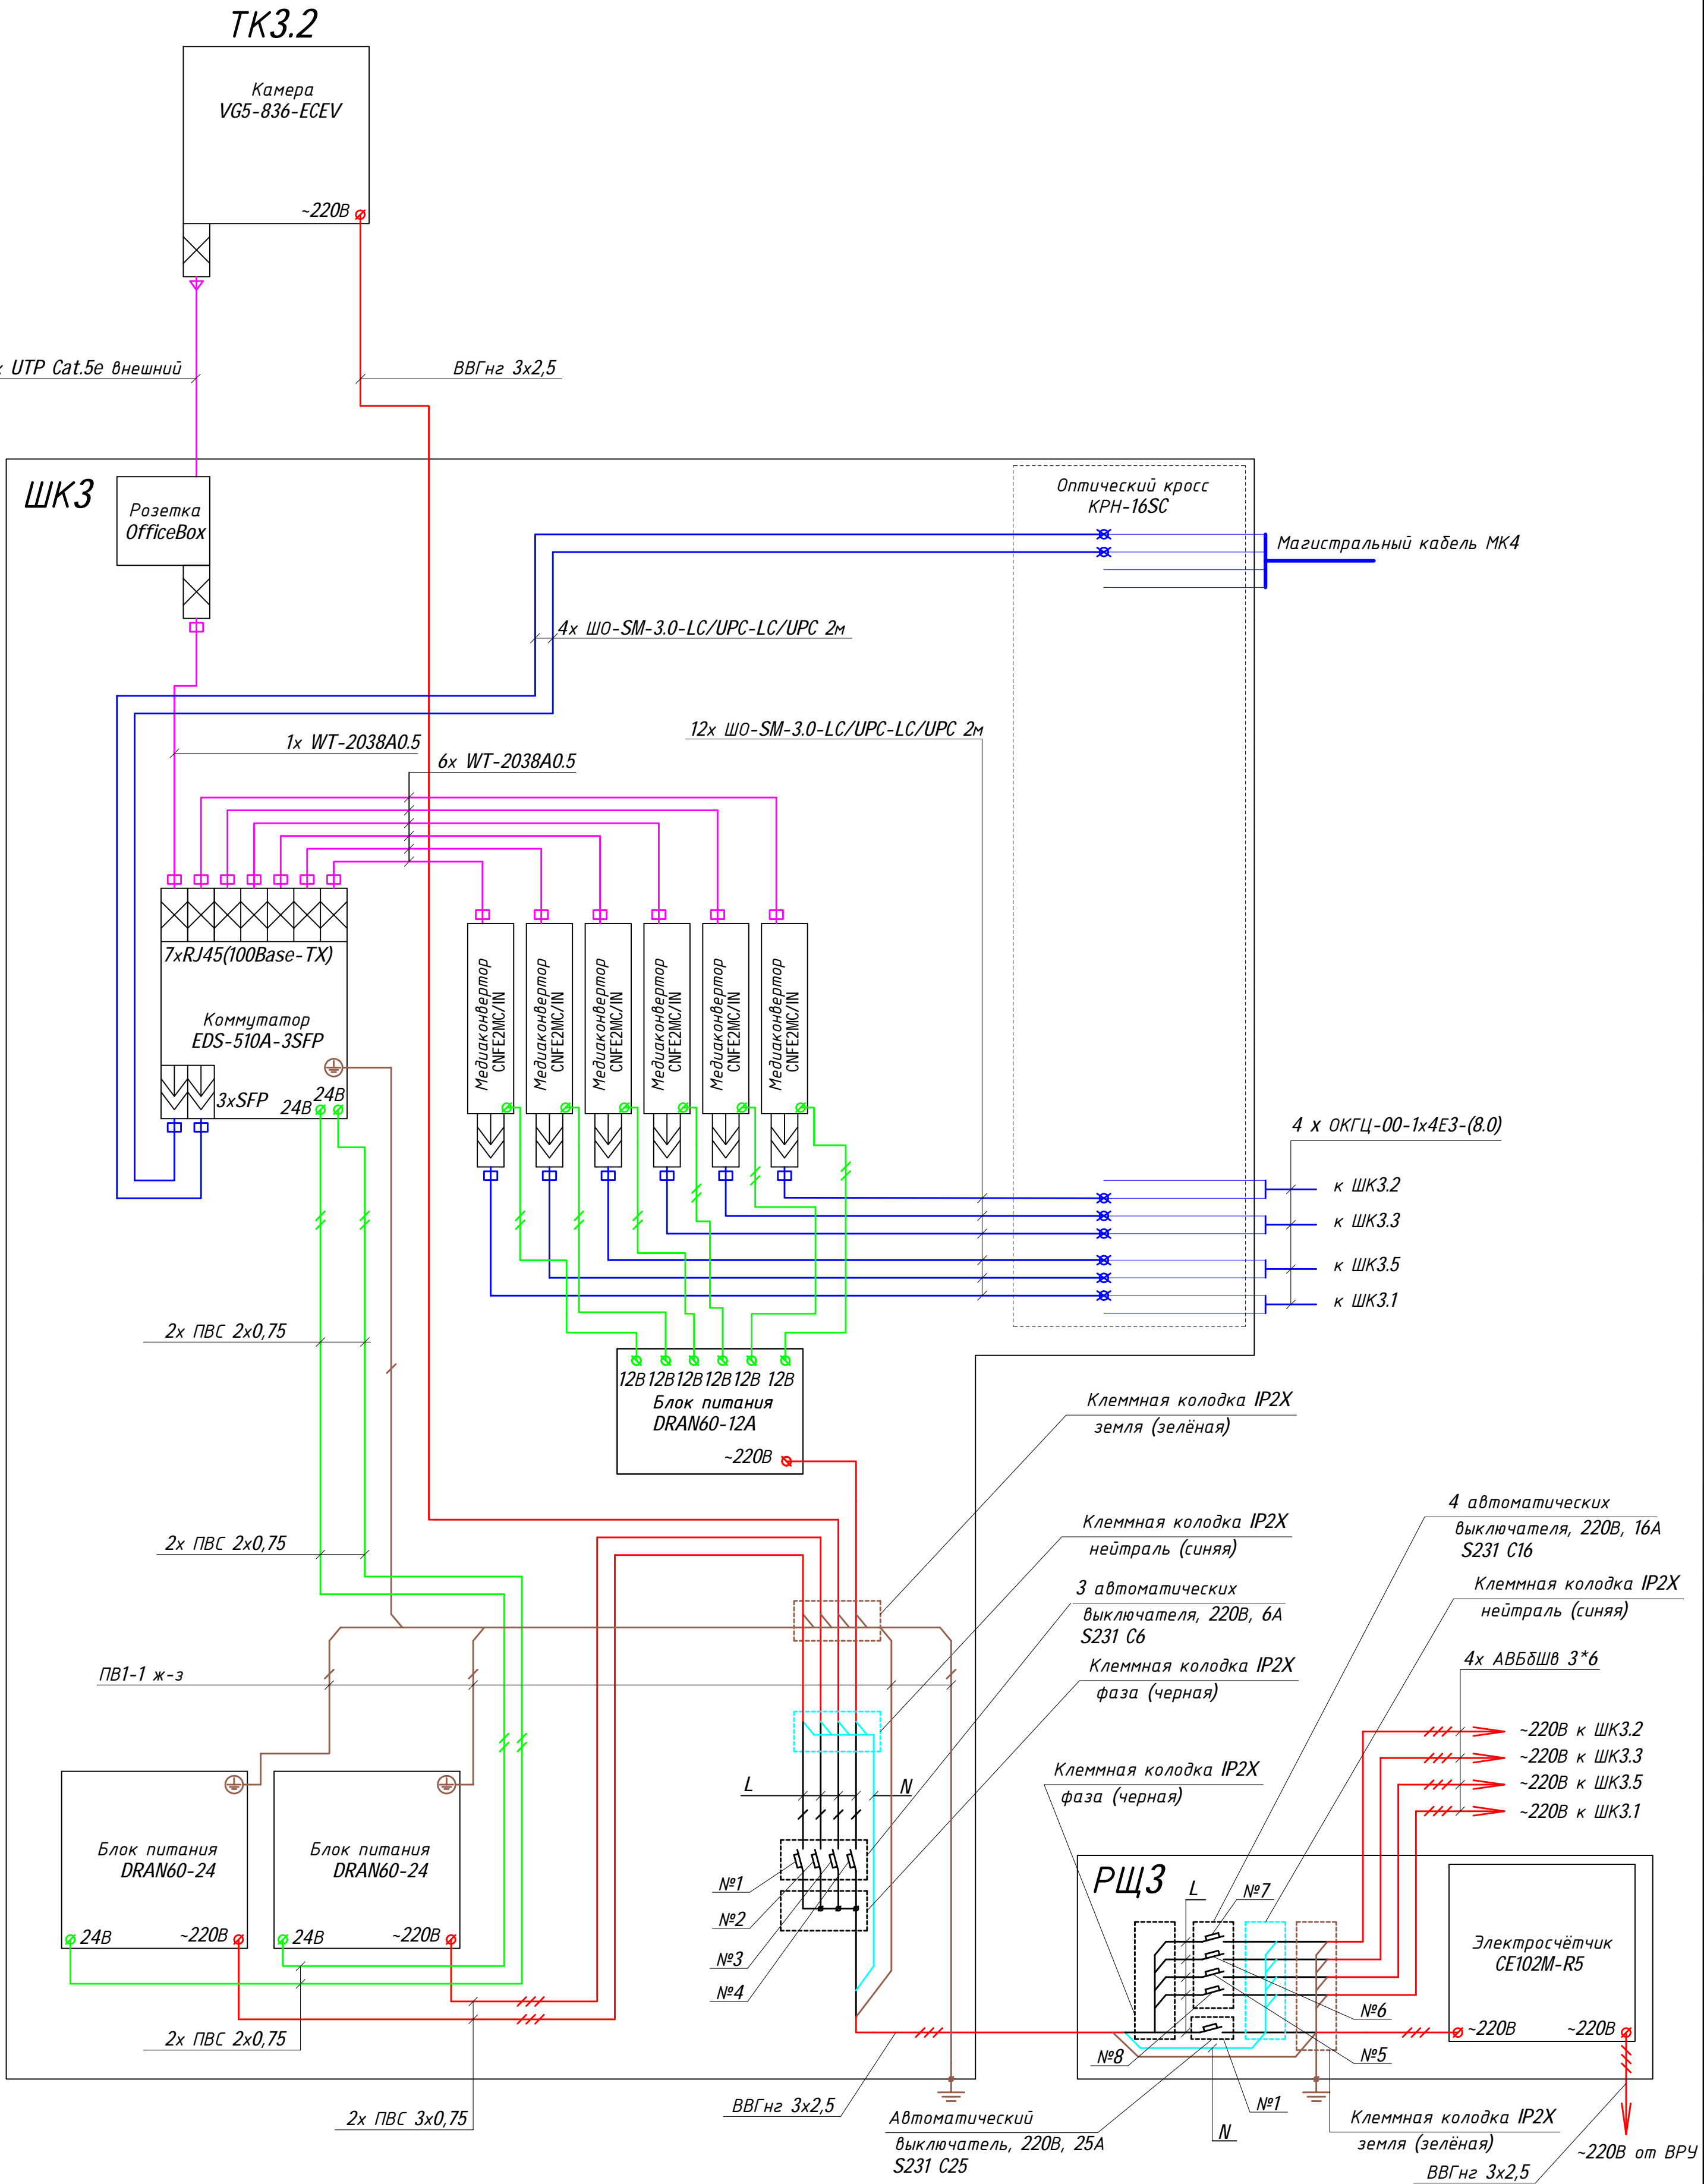 ТК3.2
Камера
VG5-836-ECEV
~220В
х UTP Cat.5e внешний
ВВГнг 3х2,5
ШК3
Розетка
OfficeBox
Оптический кросс
КРН-16SC
Магистральный кабель МК4
4х ШО-SM-3.0-LC/UPC-LC/UPC 2м
12х ШО-SM-3.0-LC/UPC-LC/UPC 2м
1х WT-2038A0.5
6х WT-2038A0.5
7xRJ45(100Base-TX)
Коммутатор
EDS-510A-3SFP
3xSFP
24В
24В
Медиаконвертор
CNFE2MC/IN
Медиаконвертор
CNFE2MC/IN
Медиаконвертор
CNFE2MC/IN
Медиаконвертор
CNFE2MC/IN
Медиаконвертор
CNFE2MC/IN
Медиаконвертор
CNFE2MC/IN
4 х ОКГЦ-00-1х4Е3-(8.0)
к ШК3.2
к ШК3.3
к ШК3.5
к ШК3.1
2х ПВС 2х0,75
12В 12В 12В 12В 12В 12В
Блок питания
DRAN60-12A
~220В
Клеммная колодка IP2X
земля (зелёная)
4 автоматических
выключателя, 220В, 16А
S231 C16
Клеммная колодка IP2X
нейтраль (синяя)
2х ПВС 2х0,75
3 автоматических
выключателя, 220В, 6А
S231 C6
Клеммная колодка IP2X
нейтраль (синяя)
Клеммная колодка IP2X
фаза (черная)
4х АВБбШв 3*6
ПВ1-1 ж-з
~220В к ШК3.2
~220В к ШК3.3
~220В к ШК3.5
~220В к ШК3.1
Клеммная колодка IP2X
фаза (черная)
L
N
Блок питания
DRAN60-24
24В
~220В
Блок питания
DRAN60-24
24В
~220В
№1
№2
№3
№4
РЩ3
L
№7
Электросчётчик
CE102M-R5
~220В
~220В
№6
№5
№8
№1
N
2х ПВС 2х0,75
2х ПВС 3х0,75
ВВГнг 3х2,5
Автоматический
выключатель, 220В, 25А
S231 C25
Клеммная колодка IP2X
земля (зелёная)
~220В от ВРУ
ВВГнг 3х2,5